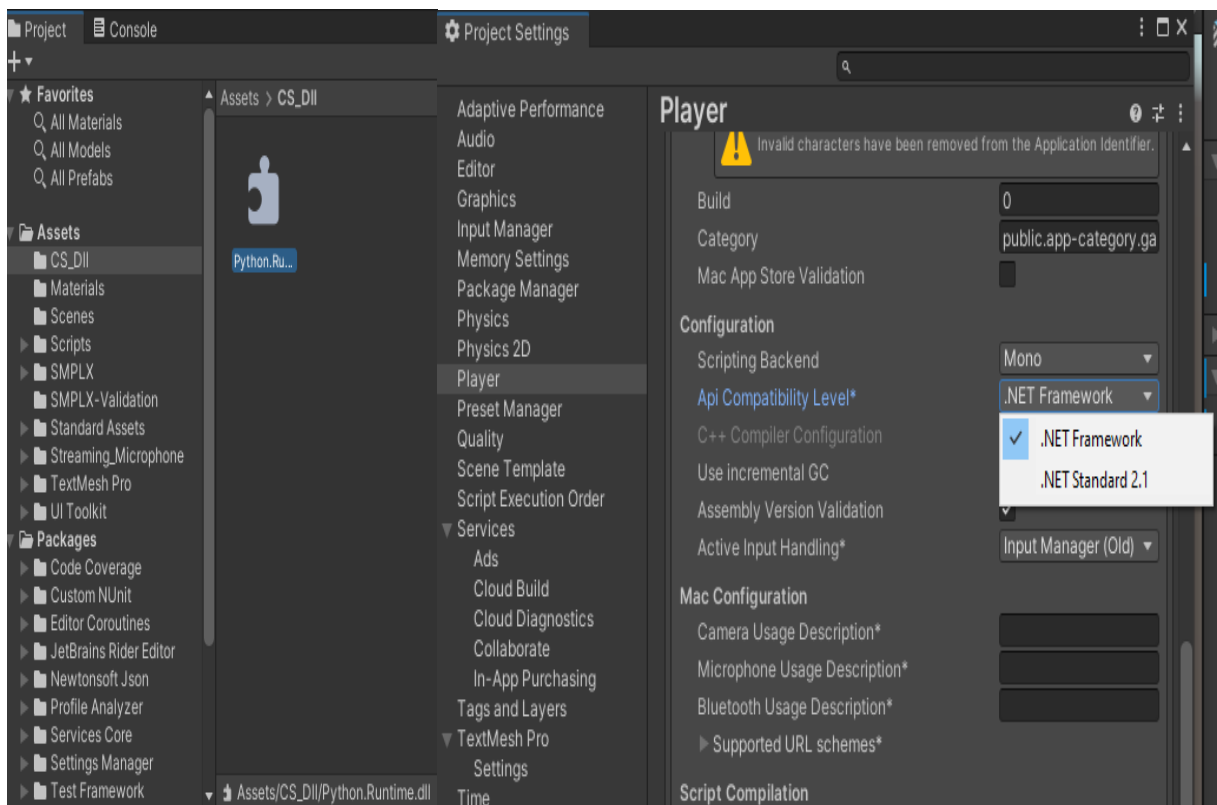 Project
Console
Favorites
All Materials
All Models
All Prefabs
Assets
CS_Dll
Materials
Scenes
Scripts
SMPLX
SMPLX-Validation
Standard Assets
Streaming_Microphone
TextMesh Pro
UI Toolkit
Packages
Code Coverage
Custom NUnit
Editor Coroutines
JetBrains Rider Editor
Newtonsoft Json
Profile Analyzer
Services Core
Settings Manager
Test Framework
Assets > CS_Dll
Python.Ru...
Assets/CS_Dll/Python.Runtime.dll
Project Settings
Adaptive Performance
Audio
Editor
Graphics
Input Manager
Memory Settings
Package Manager
Physics
Physics 2D
Player
Preset Manager
Quality
Scene Template
Script Execution Order
Services
Ads
Cloud Build
Cloud Diagnostics
Collaborate
In-App Purchasing
Tags and Layers
TextMesh Pro
Settings
Time
Player
Invalid characters have been removed from the Application Identifier.
Build 0
Category public.app-category.ga
Mac App Store Validation
Configuration
Scripting Backend Mono
Api Compatibility Level* .NET Framework
.NET Framework
.NET Standard 2.1
C++ Compiler Configuration
Use incremental GC
Assembly Version Validation
Active Input Handling* Input Manager (Old)
Mac Configuration
Camera Usage Description*
Microphone Usage Description*
Bluetooth Usage Description*
Supported URL schemes*
Script Compilation